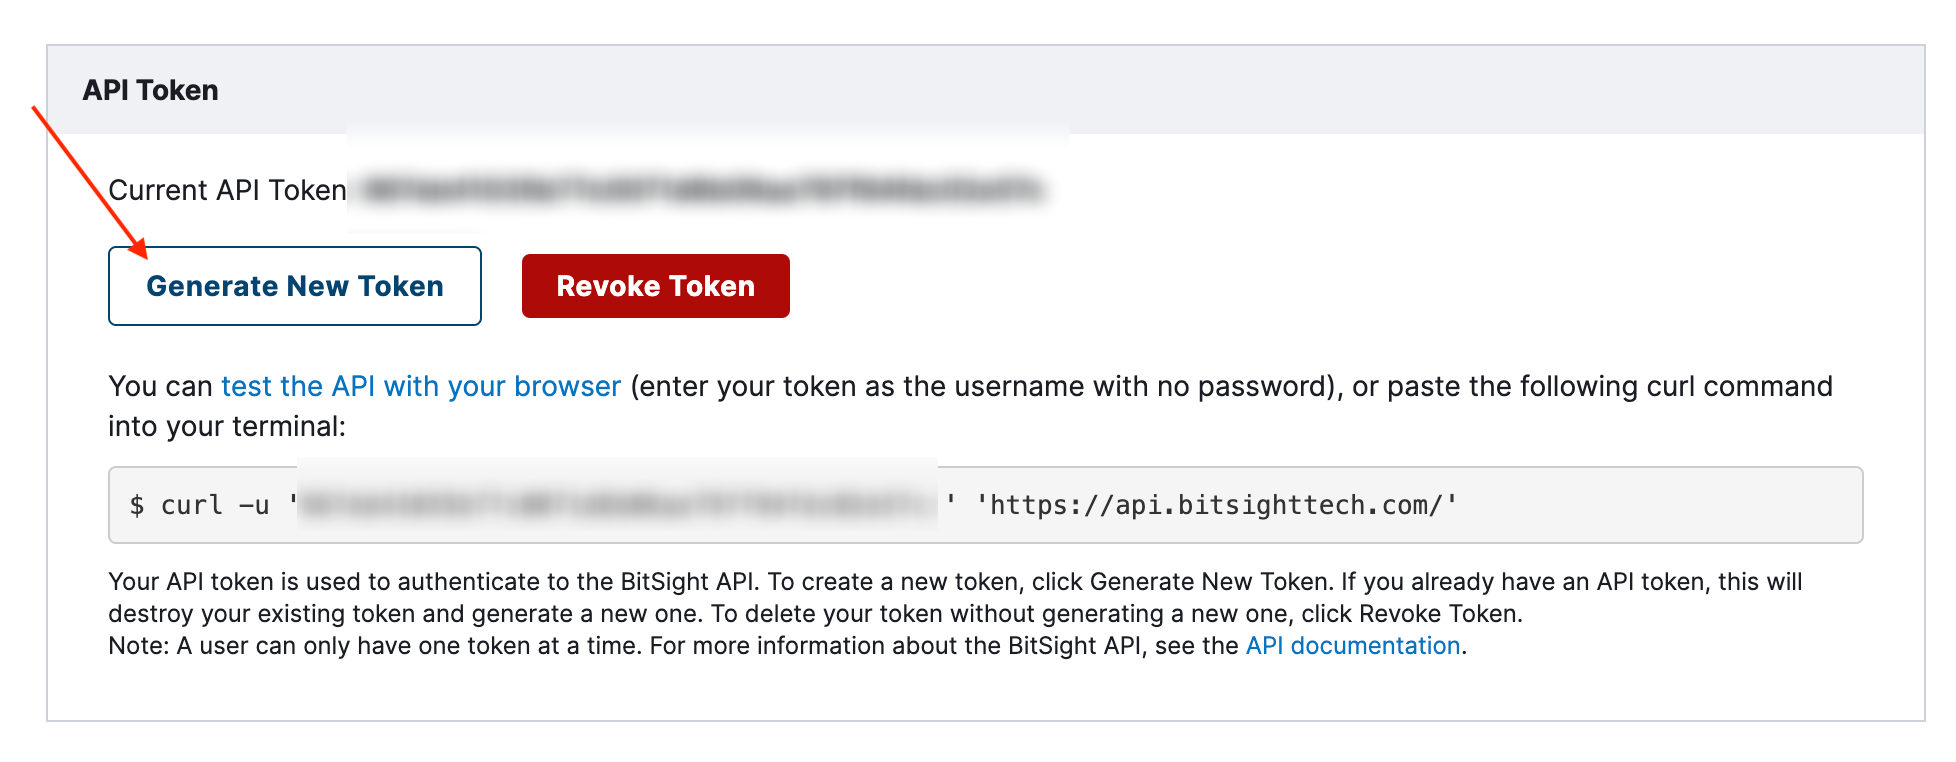 API Token
Current API Token
Generate New Token
Revoke Token
You can test the API with your browser (enter your token as the username with no password), or paste the following curl command
into your terminal:
$ curl -u '' 'https://api.bitsighttech.com/'
Your API token is used to authenticate to the BitSight API. To create a new token, click Generate New Token. If you already have an API token, this will
destroy your existing token and generate a new one. To delete your token without generating a new one, click Revoke Token.
Note: A user can only have one token at a time. For more information about the BitSight API, see the API documentation.